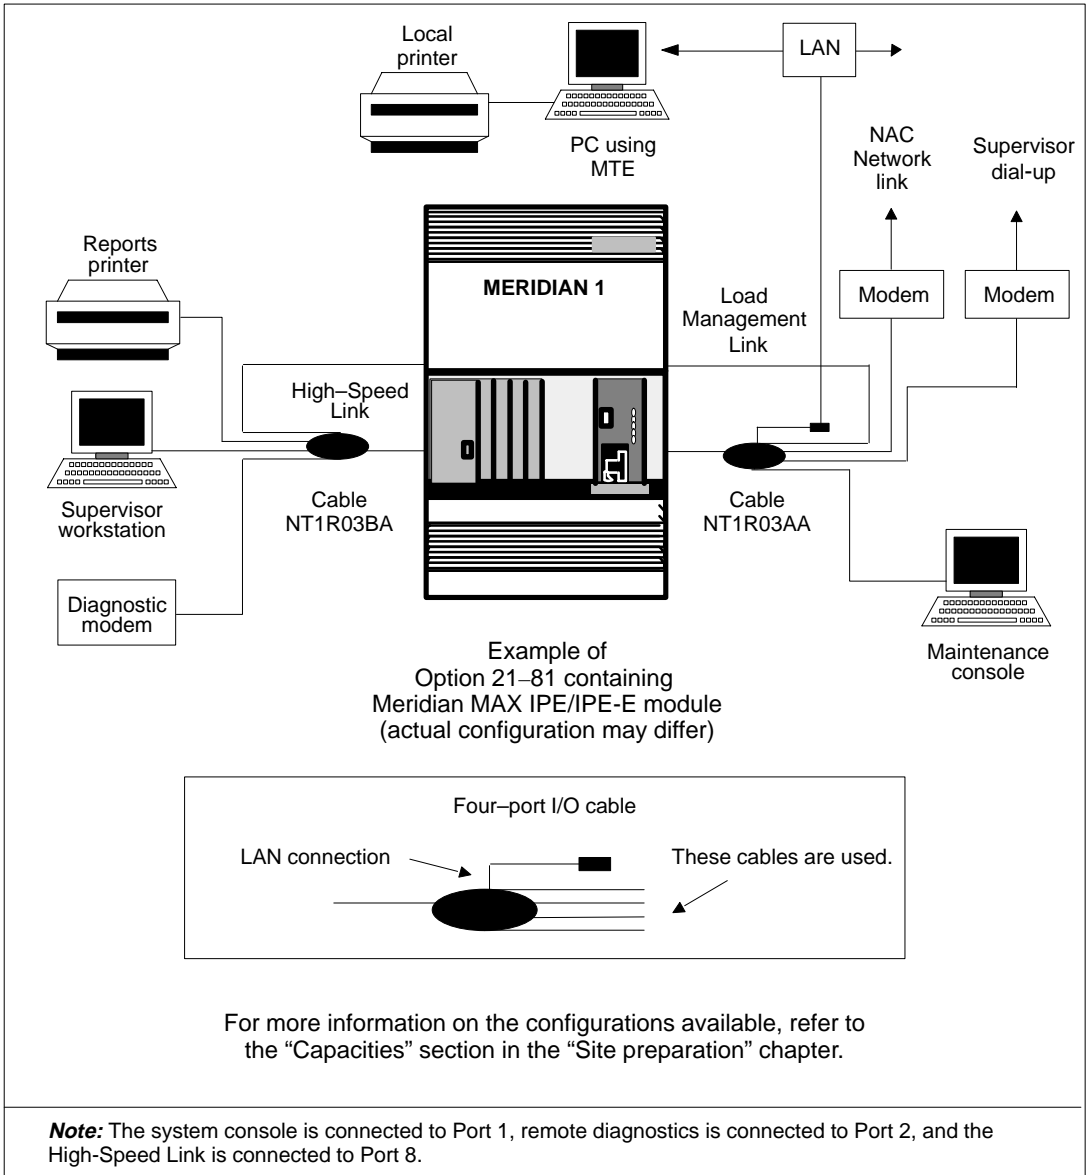 Local
printer
LAN
PC using
MTE
NAC
Network
link
Supervisor
dial-up
Reports
printer
MERIDIAN 1
Load
Management
Link
Modem
Modem
High–Speed
Link
Supervisor
workstation
Cable
NT1R03BA
Cable
NT1R03AA
Diagnostic
modem
Maintenance
console
Example of
Option 21–81 containing
Meridian MAX IPE/IPE-E module
(actual configuration may differ)
Four–port I/O cable
LAN connection
These cables are used.
For more information on the configurations available, refer to
the “Capacities” section in the “Site preparation” chapter.
Note: The system console is connected to Port 1, remote diagnostics is connected to Port 2, and the
High-Speed Link is connected to Port 8.